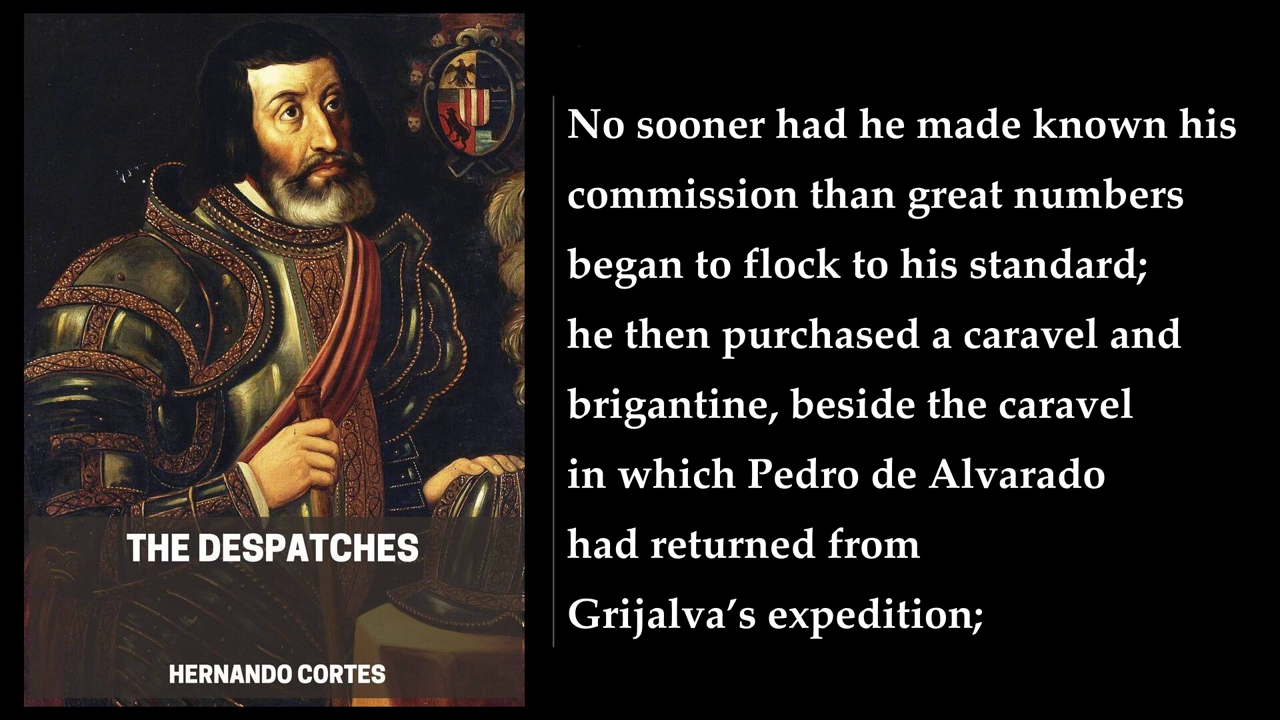 THE DESPATCHES
HERNANDO CORTES
No sooner had he made known his
commission than great numbers
began to flock to his standard;
he then purchased a caravel and
brigantine, beside the caravel
in which Pedro de Alvarado
had returned from
Grijalva’s expedition;